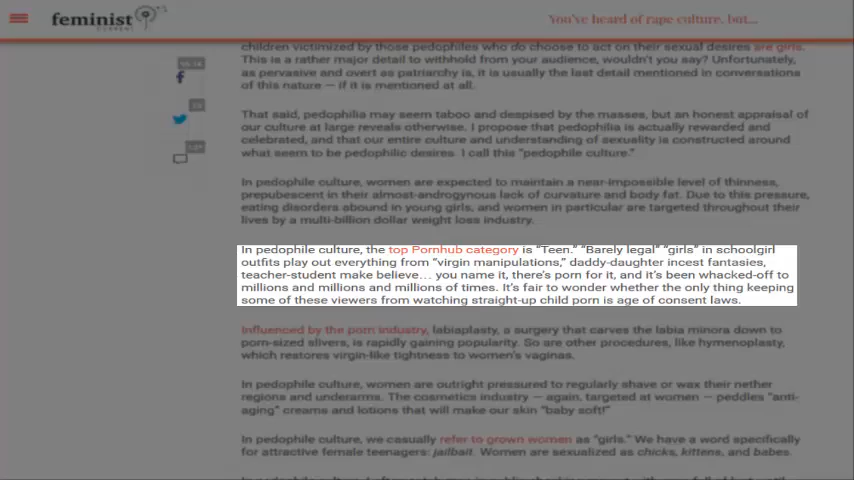 feminist
CURRENT
You've heard of rape culture, but...
children victimized by those pedophiles who do choose to act on their sexual desires are girls.
This is a rather major detail to withhold from your audience, wouldn't you say? Unfortunately,
as pervasive and overt as patriarchy is, it is usually the last detail mentioned in conversations
of this nature — if it is mentioned at all.
That said, pedophilia may seem taboo and despised by the masses, but an honest appraisal of
our culture at large reveals otherwise. I propose that pedophilia is actually rewarded and
celebrated, and that our entire culture and understanding of sexuality is constructed around
what seem to be pedophilic desires. I call this "pedophile culture."
In pedophile culture, women are expected to maintain a near-impossible level of thinness,
prepubescent in their almost-androgynous lack of curvature and body fat. Due to this pressure,
eating disorders abound in young girls, and women in particular are targeted throughout their
lives by a multi-billion dollar weight loss industry.
In pedophile culture, the top Pornhub category is "Teen." "Barely legal" "girls" in schoolgirl
outfits play out everything from "virgin manipulations," daddy-daughter incest fantasies,
teacher-student make believe... you name it, there's porn for it, and it's been whacked-off to
millions and millions and millions of times. It's fair to wonder whether the only thing keeping
some of these viewers from watching straight-up child porn is age of consent laws.
Influenced by the porn industry, labiaplasty, a surgery that carves the labia minora down to
porn-sized slivers, is rapidly gaining popularity. So are other procedures, like hymenoplasty,
which restores virgin-like tightness to women's vaginas.
In pedophile culture, women are outright pressured to regularly shave or wax their nether
regions and underarms. The cosmetics industry — again, targeted at women — peddles "anti-
aging" creams and lotions that will make our skin "baby soft!"
In pedophile culture, we casually refer to grown women as "girls." We have a word specifically
for attractive female teenagers: jailbait. Women are sexualized as chicks, kittens, and babes.